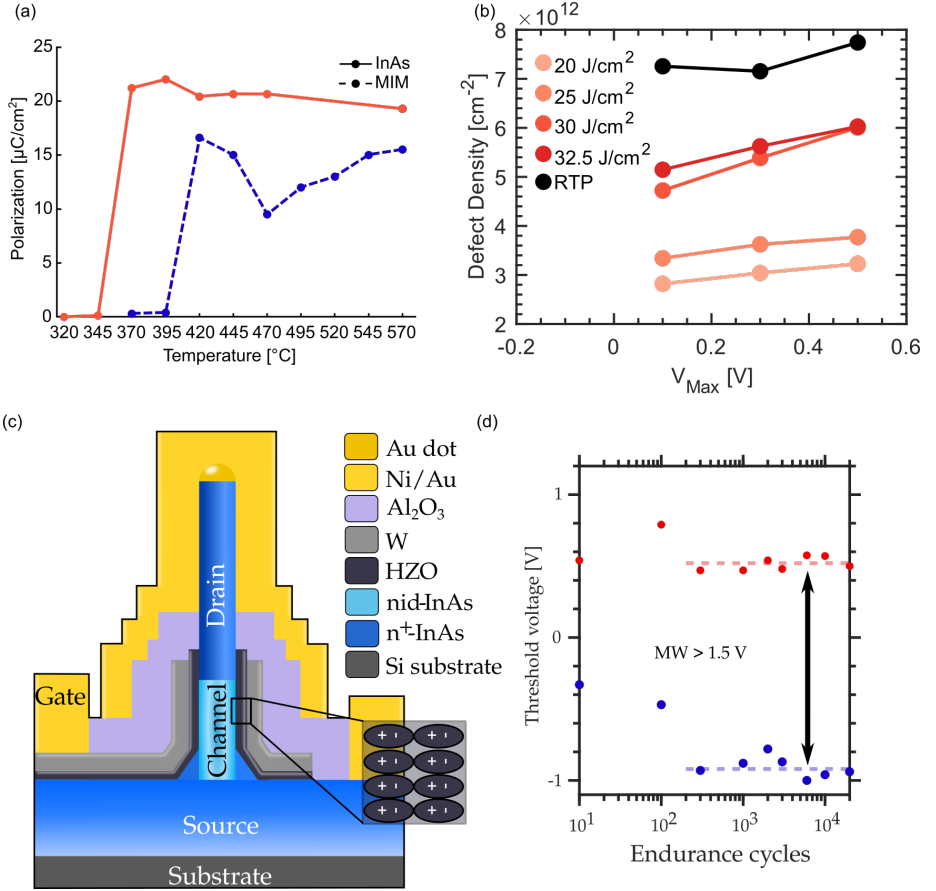 (a)
25
20
15
10
5
0
Polarization [µC/cm²]
InAs
MIM
320 345 370 395 420 445 470 495 520 545 570
Temperature [°C]
(b)
×10¹²
8
7
6
5
4
3
2
Defect Density [cm⁻²]
20 J/cm²
25 J/cm²
30 J/cm²
32.5 J/cm²
RTP
-0.2 0 0.2 0.4 0.6
V_Max [V]
(c)
Au dot
Ni/Au
Al₂O₃
W
HZO
nid-InAs
n⁺-InAs
Si substrate
Drain
Gate
Channel
+ - + -
+ - + -
+ - + -
+ - + -
Source
Substrate
(d)
1
0
-1
Threshold voltage [V]
MW > 1.5 V
10¹ 10² 10³ 10⁴
Endurance cycles